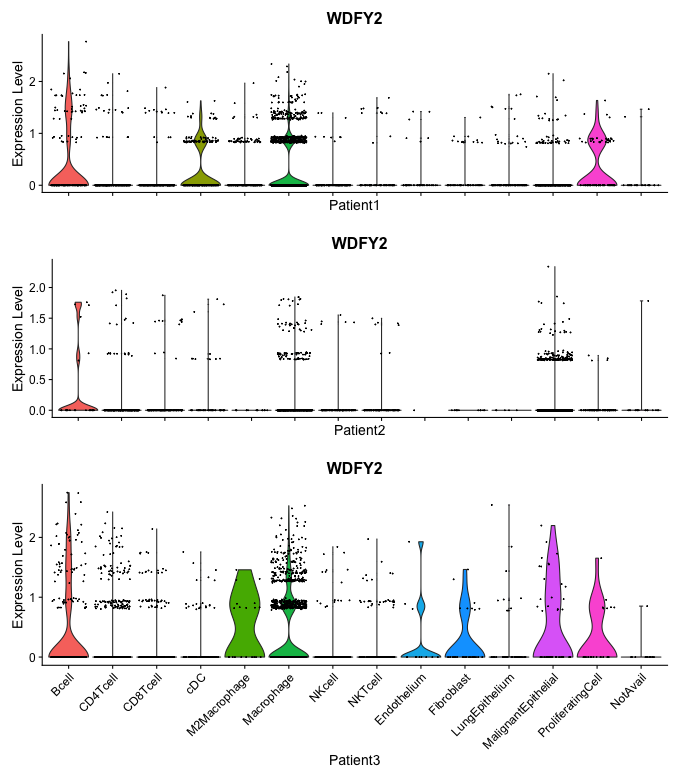 WDFY2
Expression Level
2
1
0
Patient1
WDFY2
Expression Level
2.0
1.5
1.0
0.5
0.0
Patient2
WDFY2
Expression Level
2
1
0
Bcell
CD4Tcell
CD8Tcell
cDC
M2Macrophage
Macrophage
NKcell
NKTcell
Endothelium
Fibroblast
LungEpithelium
MalignantEpithelial
ProliferatingCell
NotAvail
Patient3